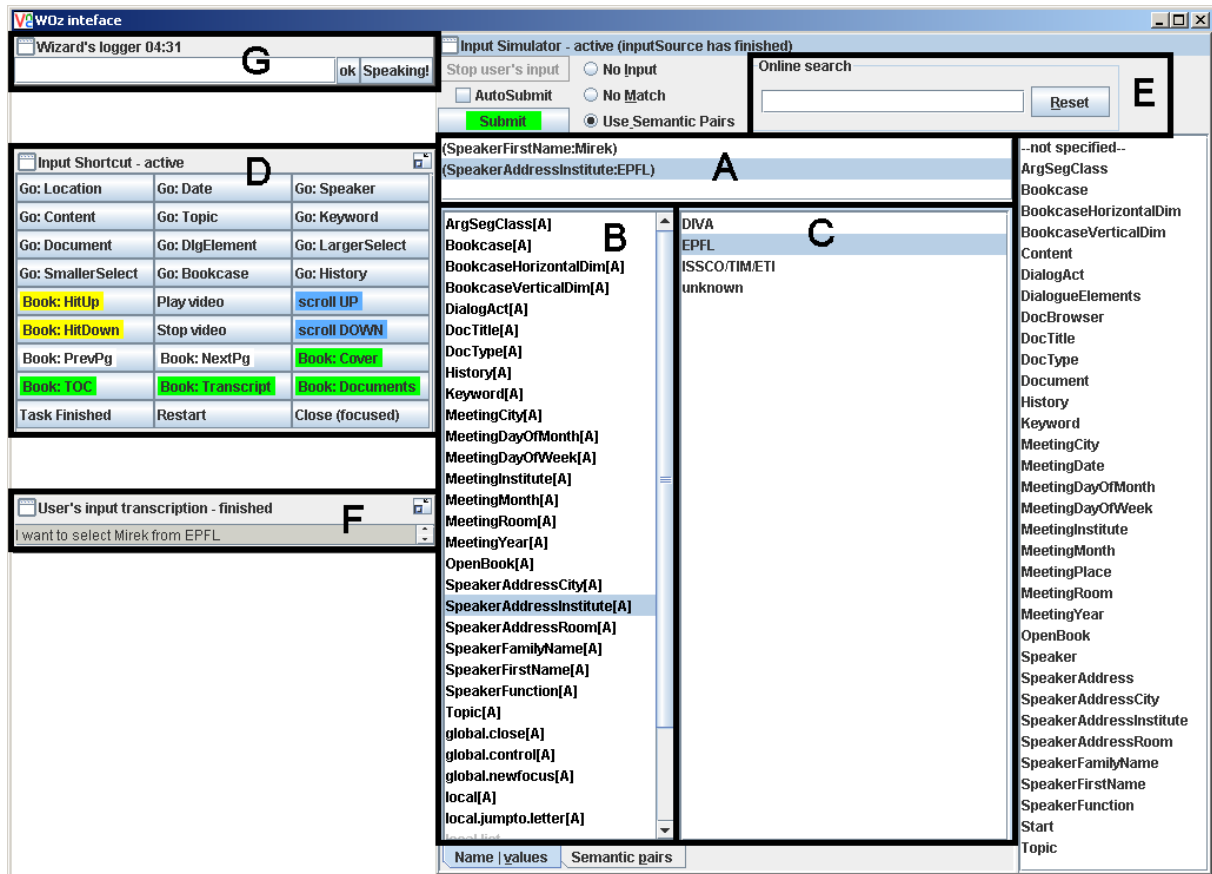 WOz inteface
Wizard's logger 04:31
G
ok Speaking!
Input Shortcut - active
D
Go: Location Go: Date Go: Speaker
Go: Content Go: Topic Go: Keyword
Go: Document Go: DlgElement Go: LargerSelect
Go: SmallerSelect Go: Bookcase Go: History
Book: HitUp Play video scroll UP
Book: HitDown Stop video scroll DOWN
Book: PrevPg Book: NextPg Book: Cover
Book: TOC Book: Transcript Book: Documents
Task Finished Restart Close (focused)
User's input transcription - finished
F
I want to select Mirek from EPFL
Input Simulator - active (inputSource has finished)
Stop user's input No Input
AutoSubmit No Match
Submit Use Semantic Pairs
Online search
Reset
E
(SpeakerFirstName:Mirek)
(SpeakerAddressInstitute:EPFL)
A
B
ArgSegClass[A]
Bookcase[A]
BookcaseHorizontalDim[A]
BookcaseVerticalDim[A]
DialogAct[A]
DocTitle[A]
DocType[A]
History[A]
Keyword[A]
MeetingCity[A]
MeetingDayOfMonth[A]
MeetingDayOfWeek[A]
MeetingInstitute[A]
MeetingMonth[A]
MeetingRoom[A]
MeetingYear[A]
OpenBook[A]
SpeakerAddressCity[A]
SpeakerAddressInstitute[A]
SpeakerAddressRoom[A]
SpeakerFamilyName[A]
SpeakerFirstName[A]
SpeakerFunction[A]
Topic[A]
global.close[A]
global.control[A]
global.newfocus[A]
local[A]
local.jumpto.letter[A]
local.list
Name | values Semantic pairs
C
DIVA
EPFL
ISSCO/TIM/ETI
unknown
--not specified--
ArgSegClass
Bookcase
BookcaseHorizontalDim
BookcaseVerticalDim
Content
DialogAct
DialogueElements
DocBrowser
DocTitle
DocType
Document
History
Keyword
MeetingCity
MeetingDate
MeetingDayOfMonth
MeetingDayOfWeek
MeetingInstitute
MeetingMonth
MeetingPlace
MeetingRoom
MeetingYear
OpenBook
Speaker
SpeakerAddress
SpeakerAddressCity
SpeakerAddressInstitute
SpeakerAddressRoom
SpeakerFamilyName
SpeakerFirstName
SpeakerFunction
Start
Topic